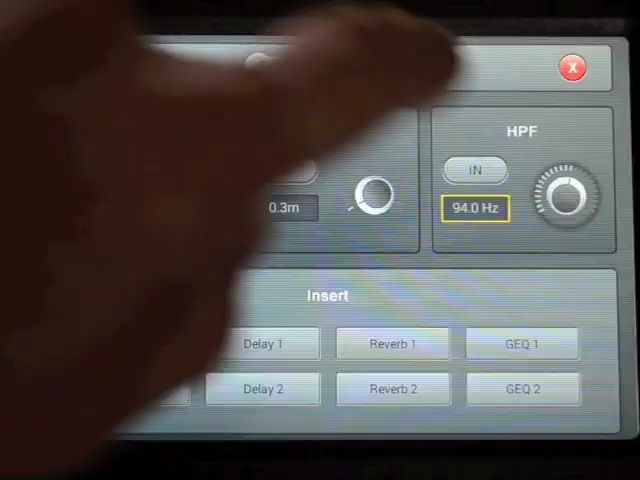 X
HPF
IN
0.3m
94.0 Hz
Insert
Delay 1
Reverb 1
GEQ 1
Delay 2
Reverb 2
GEQ 2